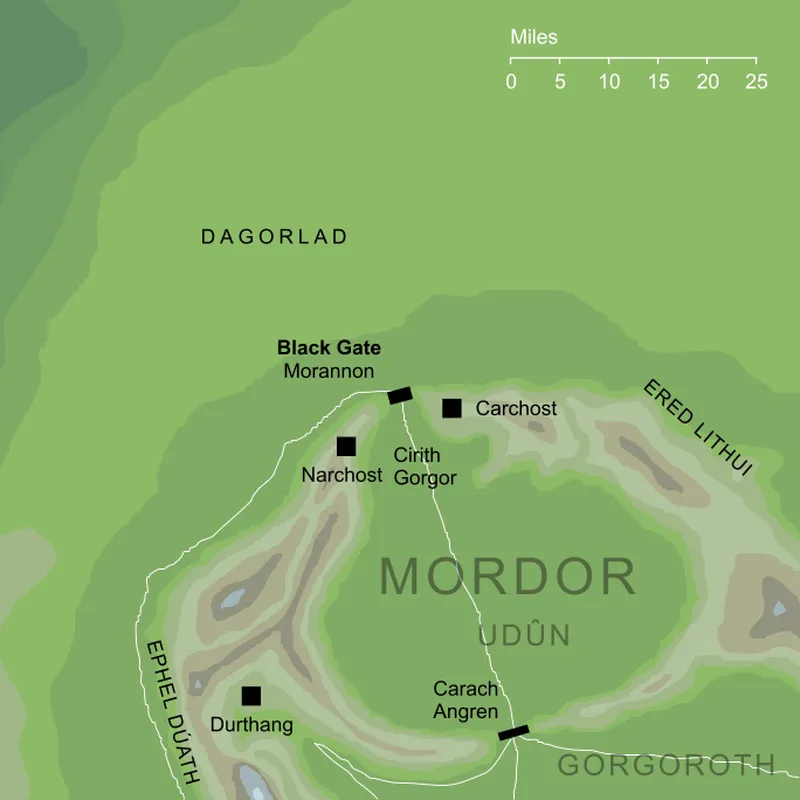 Miles
0 5 10 15 20 25
DAGORLAD
Black Gate
Morannon
ERED LITHUI
Carchost
Cirith
Gorgor
Narchost
MORDOR
UDÛN
EPHEL DÚATH
Carach
Angren
Durthang
GORGOROTH